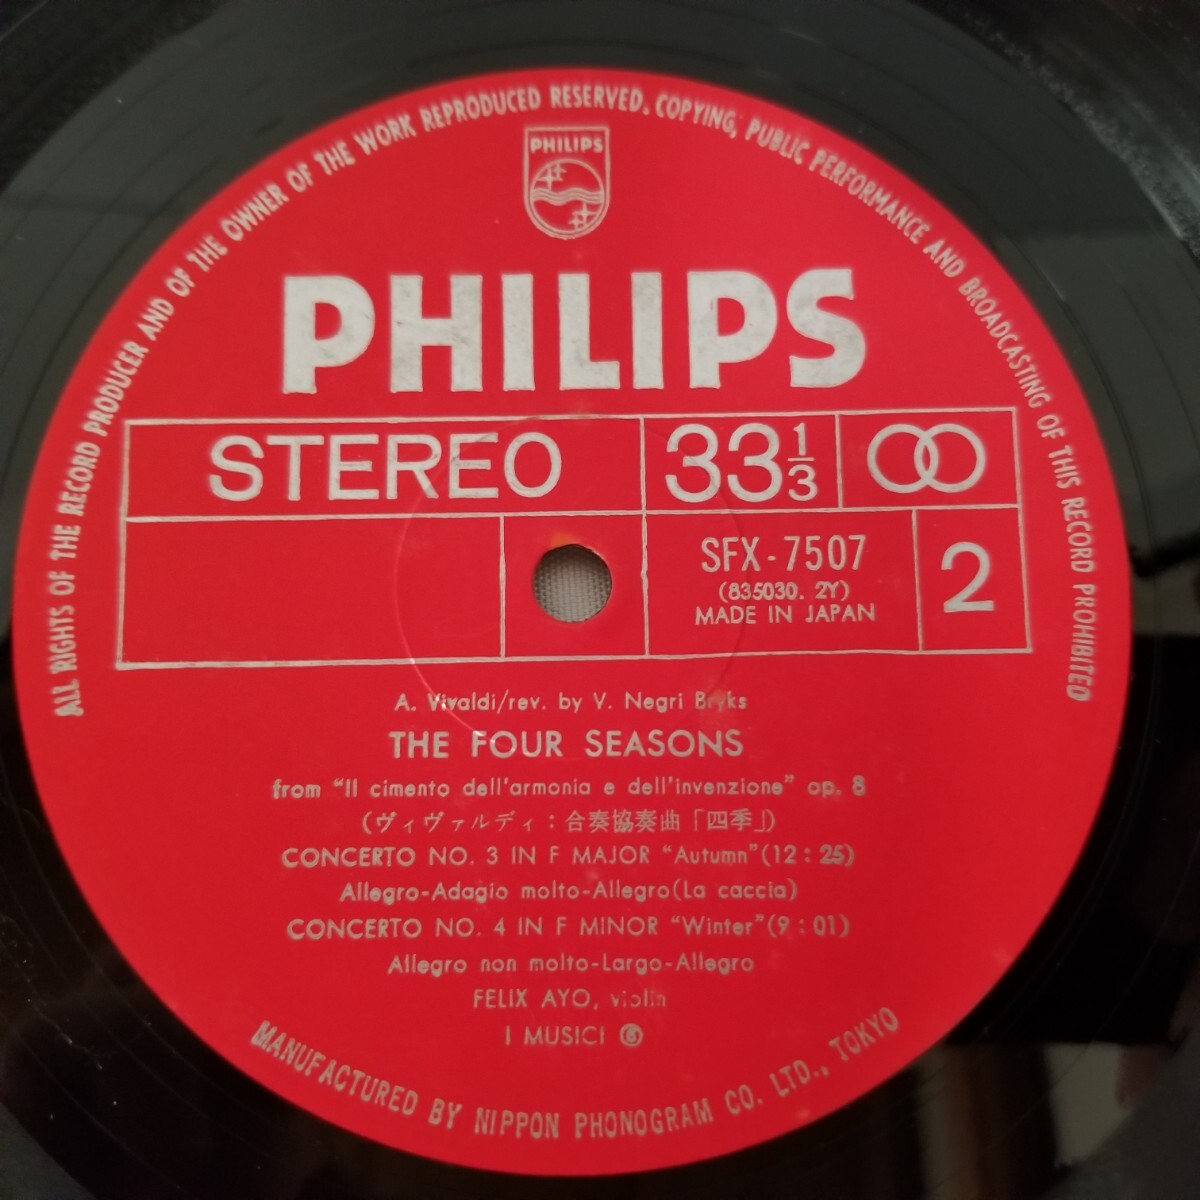 ALL RIGHTS OF THE RECORD PRODUCER AND OF THE OWNER OF THE WORK REPRODUCED RESERVED. COPYING, PUBLIC PERFORMANCE AND BROADCASTING OF THIS RECORD PROHIBITED
PHILIPS
PHILIPS
STEREO 33 1/3
SFX-7507
(835030. 2Y)
MADE IN JAPAN
2
A. Vivaldi/rev. by V. Negri Bryks
THE FOUR SEASONS
from "Il cimento dell'armonia e dell'invenzione" op. 8
(ヴィヴァルディ：合奏協奏曲「四季」)
CONCERTO NO. 3 IN F MAJOR "Autumn"(12：25)
Allegro-Adagio molto-Allegro(La caccia)
CONCERTO NO. 4 IN F MINOR "Winter"(9：01)
Allegro non molto-Largo-Allegro
FELIX AYO, violin
I MUSICI
MANUFACTURED BY NIPPON PHONOGRAM CO. LTD., TOKYO